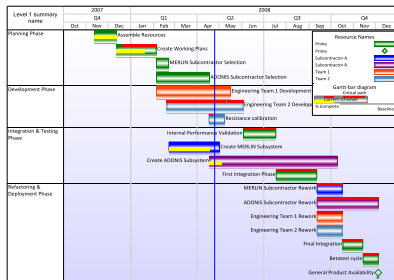 Level 1 summary name
2007
2008
Q4
Q1
Q2
Q3
Q4
Oct
Nov
Dec
Jan
Feb
Mar
Apr
May
Jun
Jul
Aug
Sep
Oct
Nov
Dec
Planning Phase
Assemble Resources
Create Working Plans
MERLIN Subcontractor Selection
ADONIS Subcontractor Selection
Development Phase
Engineering Team 1 Development
Engineering Team 2 Develop
Resistance calibration
Integration & Testing Phase
Internal Performance Validation
Create MERLIN Subsystem
Create ADONIS Subsystem
First Integration Phase
Refactoring & Deployment Phase
MERLIN Subcontractor Rework
ADONIS Subcontractor Rework
Engineering Team 1 Rework
Engineering Team 2 Rework
Final Integration
Betatest cycle
General Product Availability
Resource Names
Prime
Prime
Subcontractor A
Subcontractor B
Team 1
Team 2
Gantt-bar diagram
Critical path
Current schedule
% Complete
Baseline